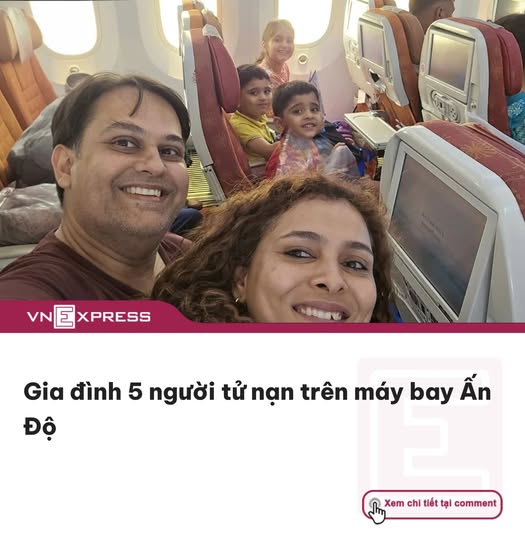 VNEXPRESS
Gia đình 5 người tử nạn trên máy bay Ấn
Độ
Xem chi tiết tại comment